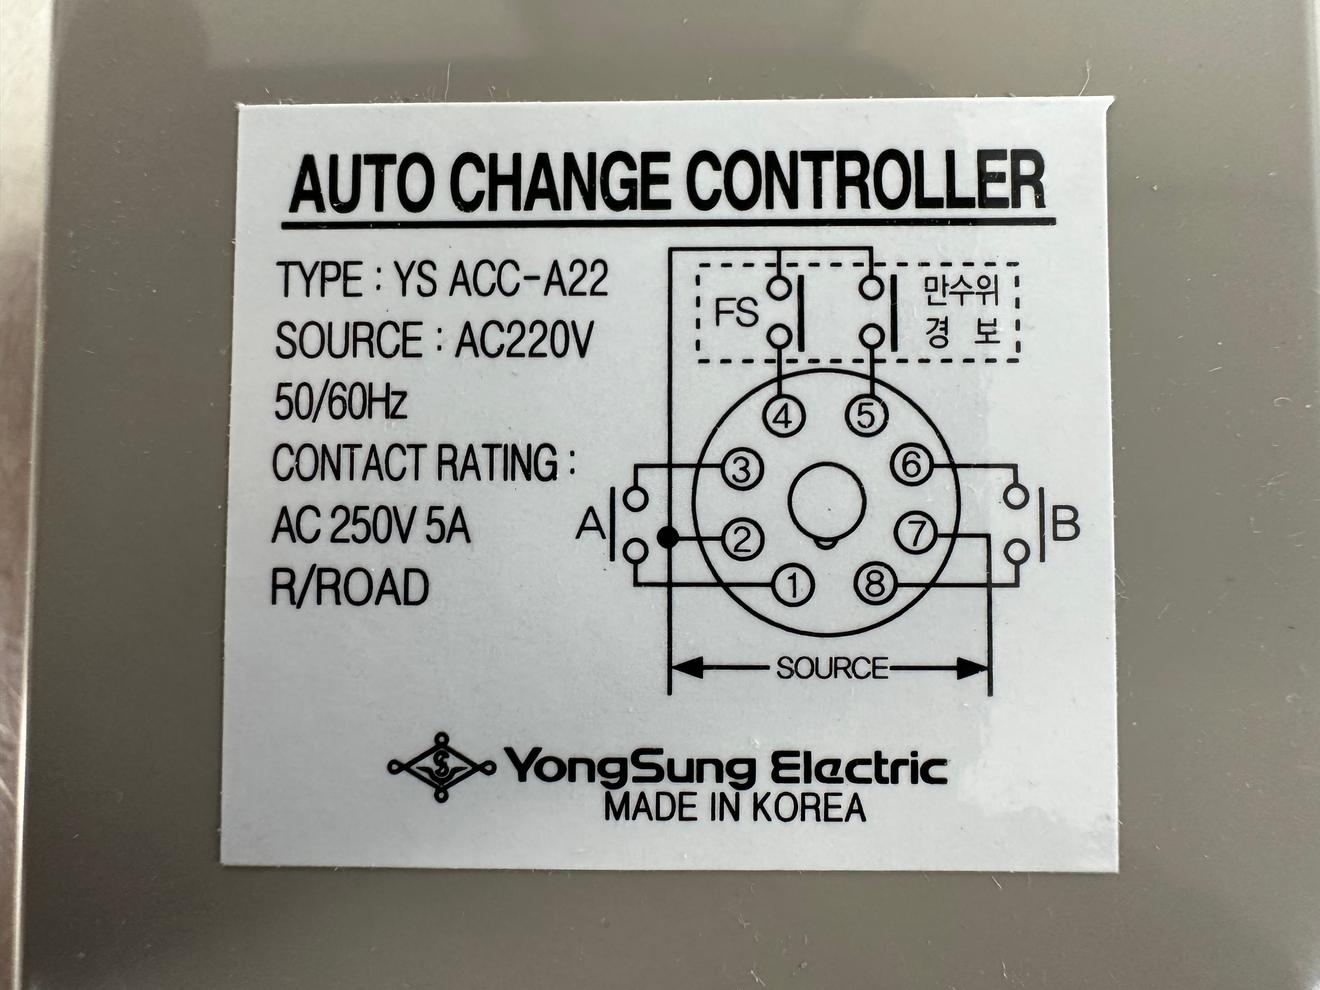 AUTO CHANGE CONTROLLER
TYPE : YS ACC-A22
SOURCE : AC220V
50/60Hz
CONTACT RATING :
AC 250V 5A
R/ROAD
FS
만수위
경 보
④ ⑤
③ ⑥
A
B
② ⑦
① ⑧
SOURCE
YongSung Electric
MADE IN KOREA